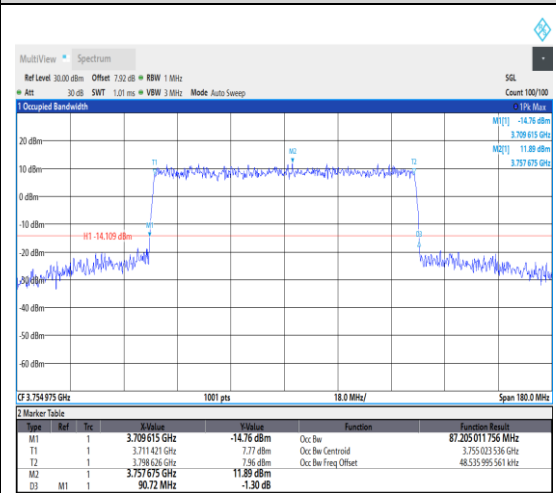 MultiView Spectrum
Ref Level 30.00 dBm Offset 7.92 dB RBW 1 MHz SGL
Att 30 dB SWT 1.01 ms VBW 3 MHz Mode Auto Sweep Count 100/100
1 Occupied Bandwidth 1Pk Max
M1[1] -14.76 dBm
3.709 615 GHz
M2[1] 11.89 dBm
3.757 675 GHz
20 dBm
M2
T1 T2
10 dBm
0 dBm
-10 dBm
M1
H1 -14.109 dBm D3
-20 dBm
-30 dBm
-40 dBm
-50 dBm
-60 dBm
CF 3.754 975 GHz 1001 pts 18.0 MHz/ Span 180.0 MHz
2 Marker Table
Type Ref Trc X-Value Y-Value Function Function Result
M1 1 3.709 615 GHz -14.76 dBm Occ Bw 87.205 011 756 MHz
T1 1 3.711 421 GHz 7.77 dBm Occ Bw Centroid 3.755 023 536 GHz
T2 1 3.798 626 GHz 7.96 dBm Occ Bw Freq Offset 48.535 995 561 kHz
M2 1 3.757 675 GHz 11.89 dBm
D3 M1 1 90.72 MHz -1.30 dB